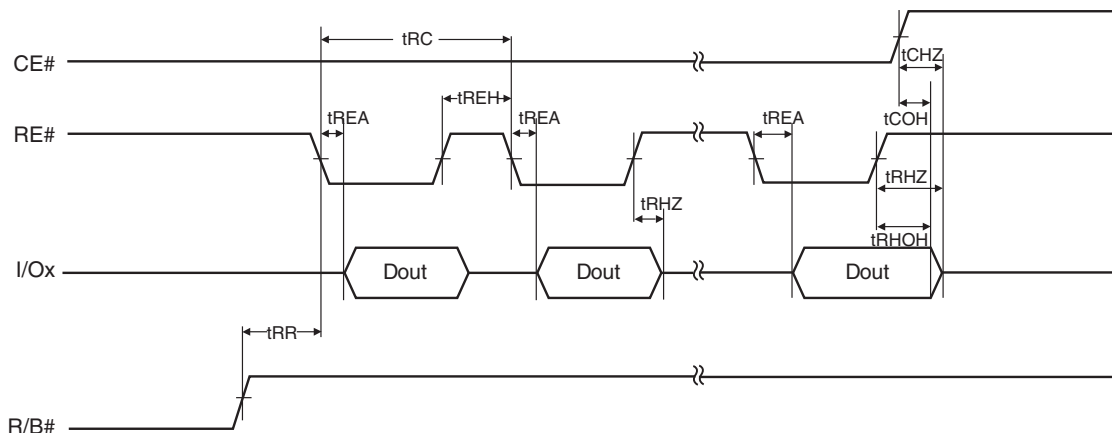 tRC
tCHZ
CE#
tREH
tREA
tREA
tREA
tCOH
RE#
tRHZ
tRHZ
tRHOH
I/Ox
Dout
Dout
Dout
tRR
R/B#